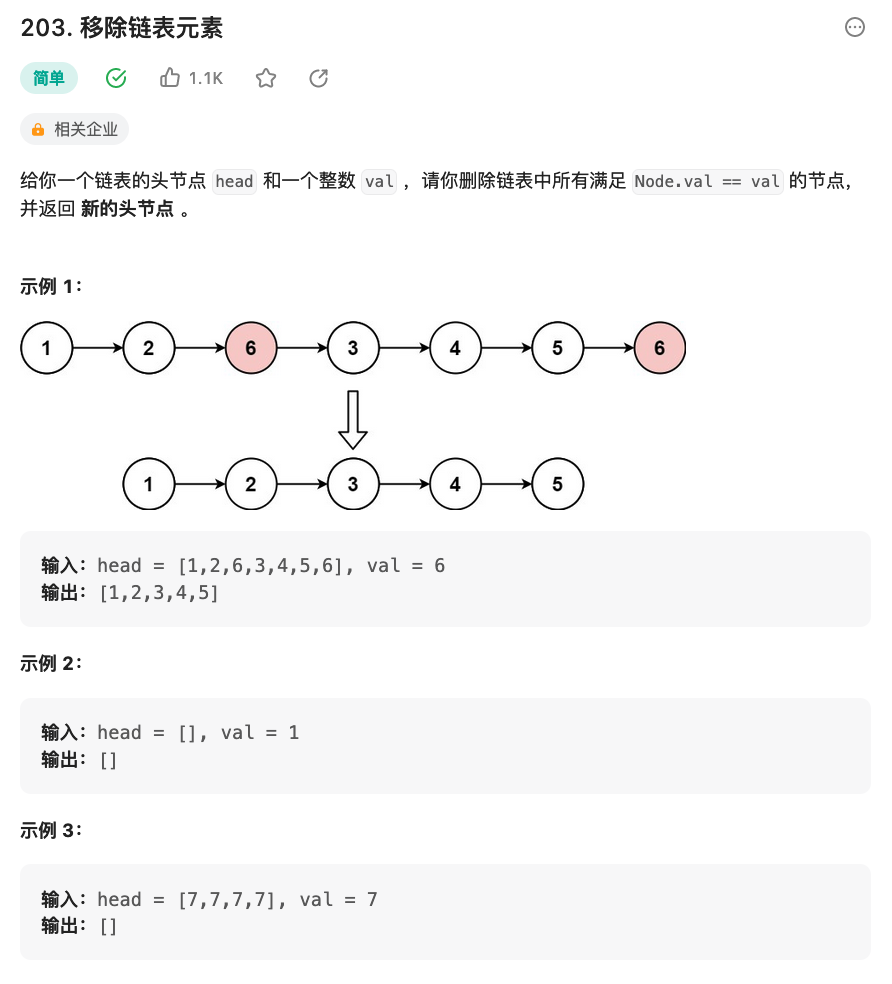 203. 移除链表元素
简单 1.1K
相关企业
给你一个链表的头节点 head 和一个整数 val ，请你删除链表中所有满足 Node.val == val 的节点，
并返回 新的头节点 。
示例 1：
1 2 6 3 4 5 6
1 2 3 4 5
输入：head = [1,2,6,3,4,5,6], val = 6
输出：[1,2,3,4,5]
示例 2：
输入：head = [], val = 1
输出：[]
示例 3：
输入：head = [7,7,7,7], val = 7
输出：[]